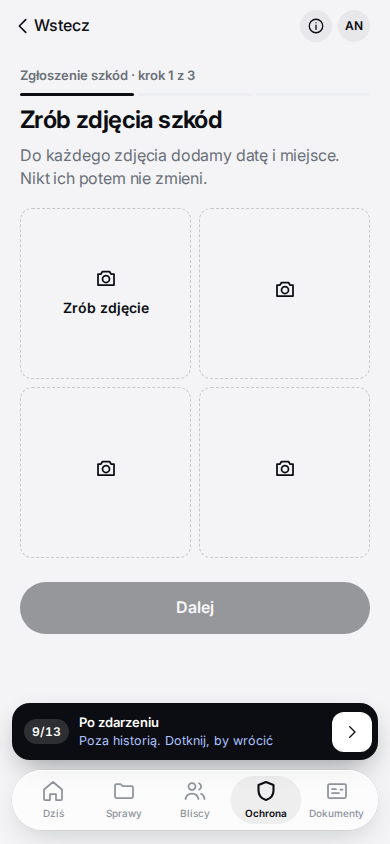 Wstecz
AN
Zgłoszenie szkód · krok 1 z 3
Zrób zdjęcia szkód
Do każdego zdjęcia dodamy datę i miejsce.
Nikt ich potem nie zmieni.
Zrób zdjęcie
Dalej
9/13
Po zdarzeniu
Poza historią. Dotknij, by wrócić
Dziś
Sprawy
Bliscy
Ochrona
Dokumenty